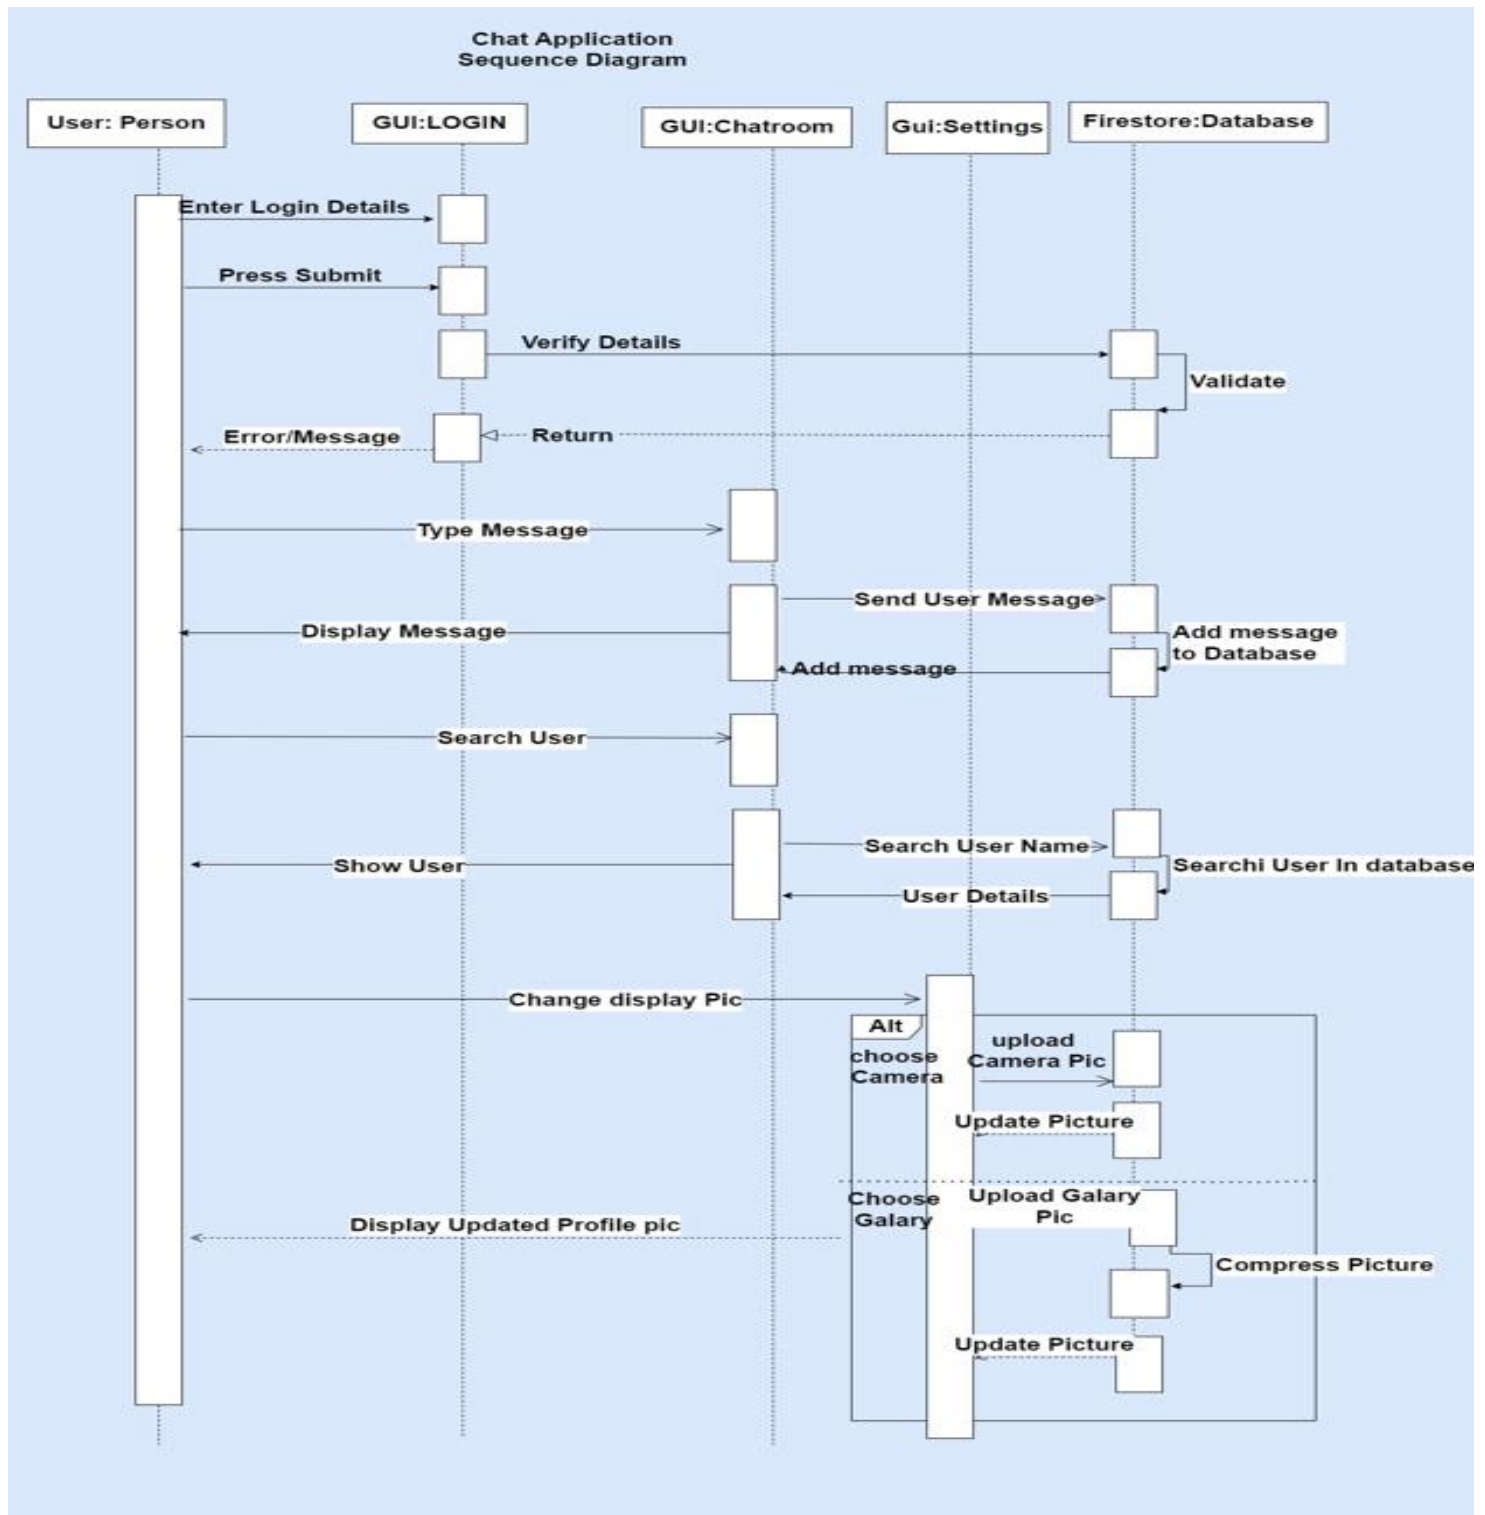 Chat Application
Sequence Diagram
User: Person
GUI:LOGIN
GUI:Chatroom
Gui:Settings
Firestore:Database
Enter Login Details
Press Submit
Verify Details
Validate
Error/Message
Return
Type Message
Send User Message
Display Message
Add message
to Database
Add message
Search User
Search User Name
Show User
Searchi User In database
User Details
Change display Pic
Alt
choose
Camera
upload
Camera Pic
Update Picture
Choose
Galary
Upload Galary
Pic
Display Updated Profile pic
Compress Picture
Update Picture